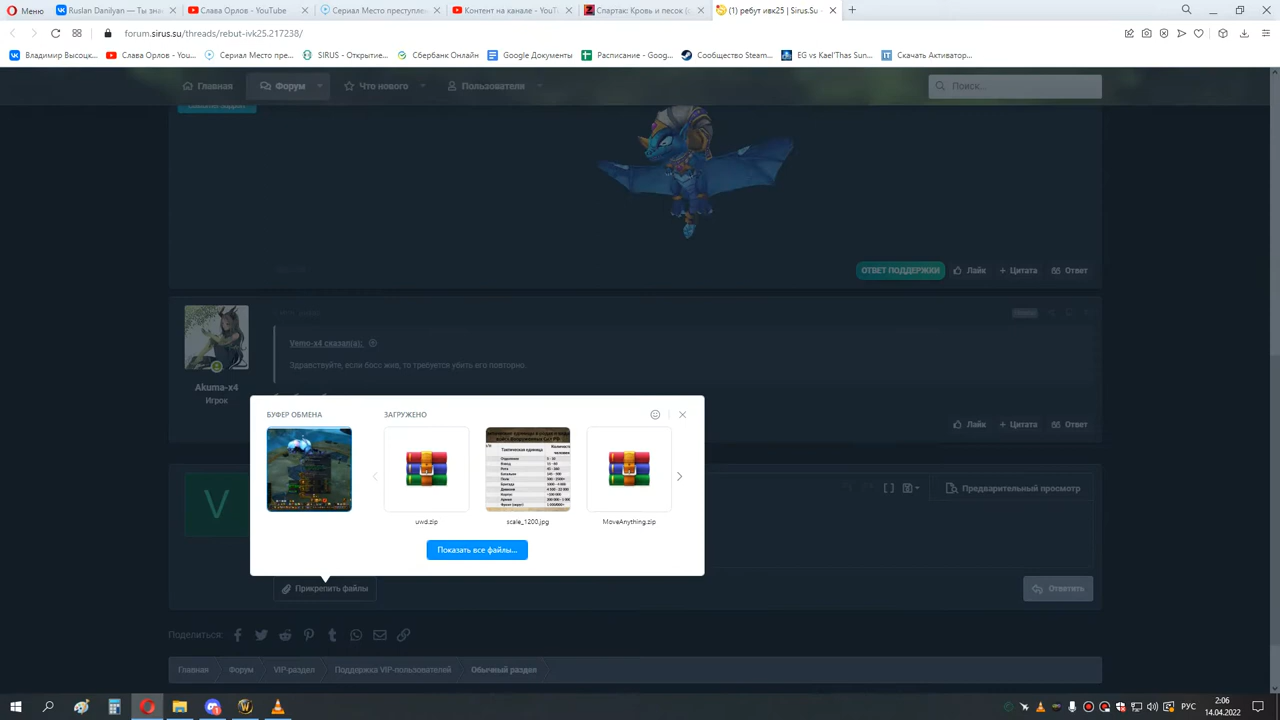 Меню
Ruslan Danilyan — Ты зна
Слава Орлов - YouTube
Сериал Место преступлен
Контент на канале - YouTu
Спартак: Кровь и песок (с
(1) ребут ивк25 | Sirus.Su
forum.sirus.su/threads/rebut-ivk25.217238/
Владимир Высоцк...
Слава Орлов - YouT...
Сериал Место пре...
SIRUS - Открытие...
Сбербанк Онлайн
Google Документы
Расписание - Goog...
Сообщество Steam...
EG vs Kael'Thas Sun...
Скачать Активатор...
Главная
Форум
Что нового
Пользователи
Поиск...
ОТВЕТ ПОДДЕРЖКИ
Лайк
+ Цитата
Ответ
Vemo-x4 сказал(а):
Здравствуйте, если босс жив, то требуется убить его повторно.
Akuma-x4
Игрок
Лайк
+ Цитата
Ответ
БУФЕР ОБМЕНА
ЗАГРУЖЕНО
Тактическая единица
uwd.zip
scale_1200.jpg
MoveAnything.zip
Показать все файлы...
V
[ ]
Предварительный просмотр
Прикрепить файлы
Ответить
Поделиться:
Главная
Форум
VIP-раздел
Поддержка VIP-пользователей
Обычный раздел
РУС
2:06
14.04.2022